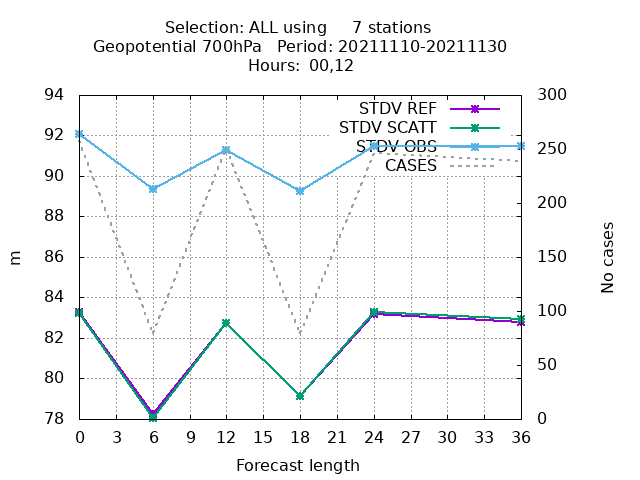 Selection: ALL using     7 stations
Geopotential 700hPa   Period: 20211110-20211130
Hours: 00,12
94
92
90
88
86
84
82
80
78
m
STDV REF
STDV SCATT
STDV OBS
CASES
300
250
200
150
100
50
0
No cases
0 3 6 9 12 15 18 21 24 27 30 33 36
Forecast length